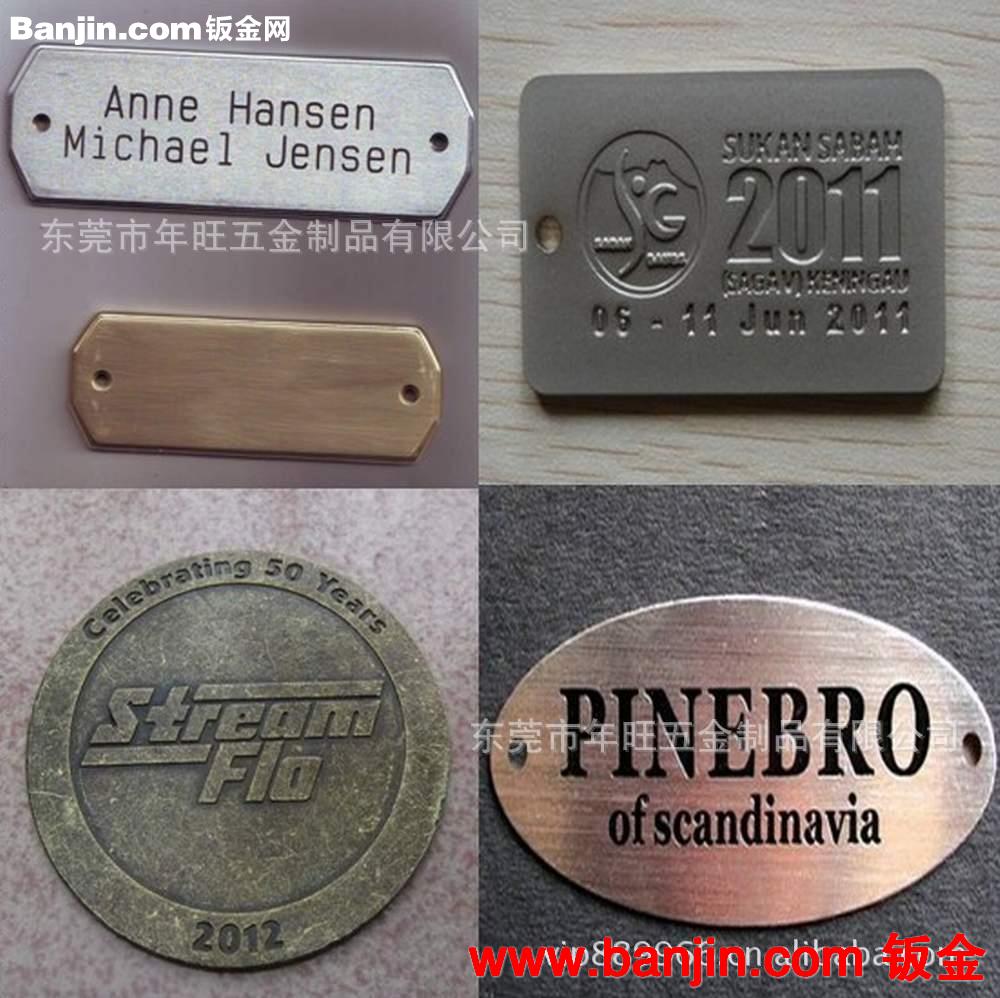 Banjin.com 钣金网
Anne Hansen
Michael Jensen
东莞市年旺五金制品有限公司
SUKAN SABAH
2011
(SAGA V) KENINGAU
06 - 11 Jun 2011
SG
Celebrating 50 Years
Stream
Flo
2012
PINEBRO
东莞市年旺五金制品有限公司
of scandinavia
www.banjin.com 钣金